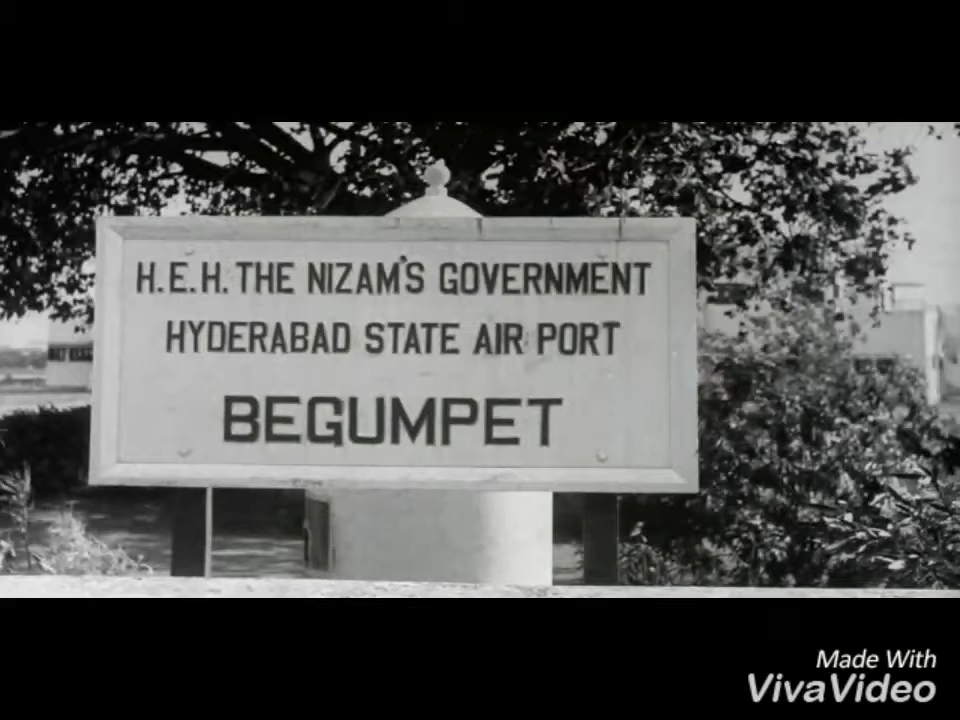 H.E.H. THE NIZAM'S GOVERNMENT
HYDERABAD STATE AIR PORT
BEGUMPET
Made With
VivaVideo